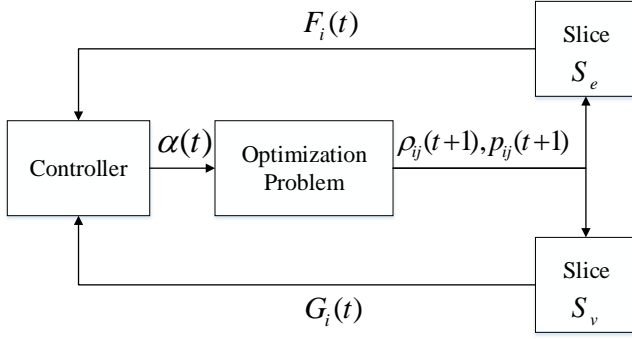 F_i(t)
Slice
S_e
Controller
α(t)
Optimization
Problem
ρ_ij(t+1), p_ij(t+1)
Slice
S_v
G_i(t)